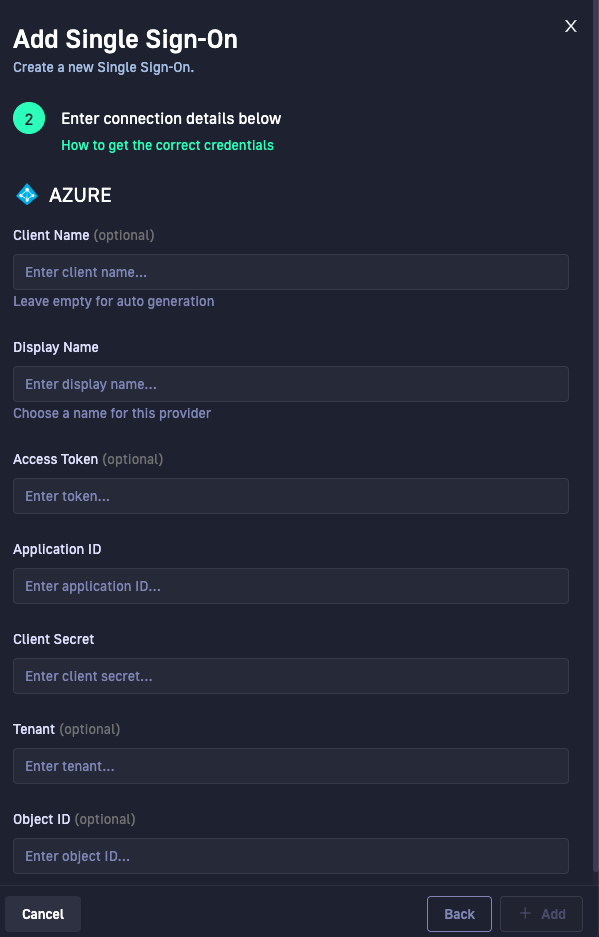 Add Single Sign-On
X
Create a new Single Sign-On.
2
Enter connection details below
How to get the correct credentials
AZURE
Client Name (optional)
Enter client name...
Leave empty for auto generation
Display Name
Enter display name...
Choose a name for this provider
Access Token (optional)
Enter token...
Application ID
Enter application ID...
Client Secret
Enter client secret...
Tenant (optional)
Enter tenant...
Object ID (optional)
Enter object ID...
Cancel
Back
+ Add